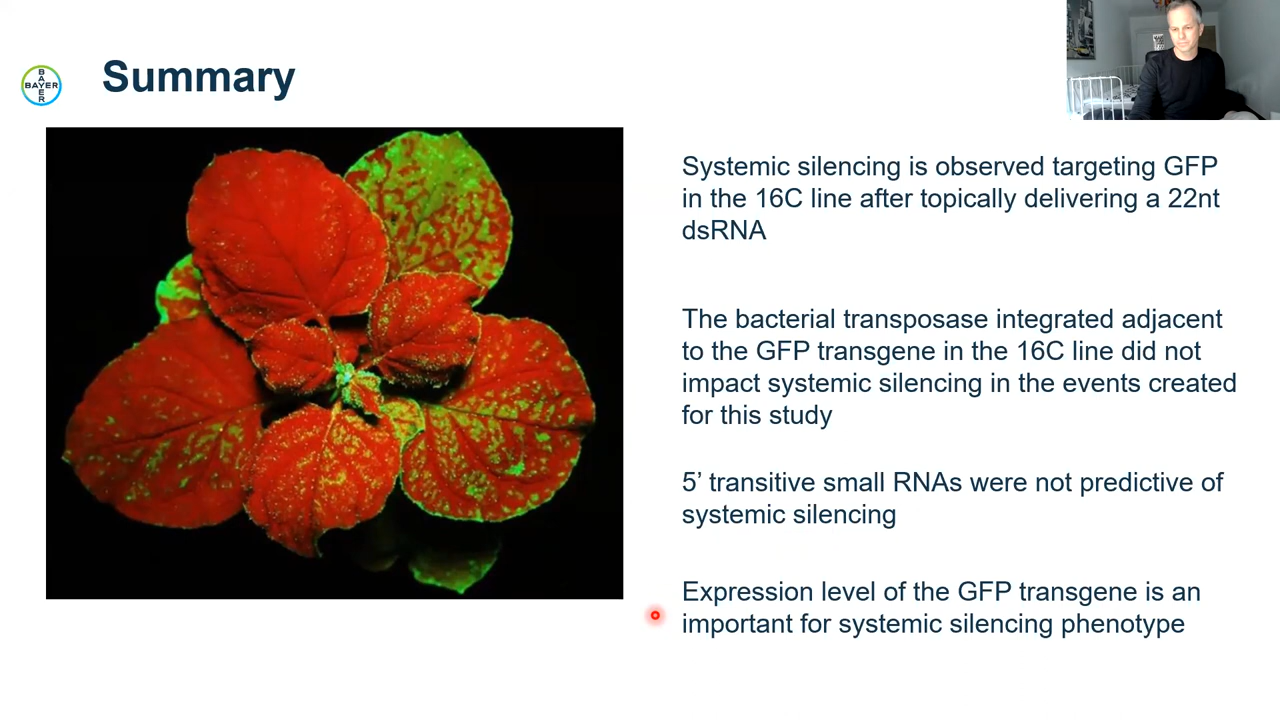 Summary
BAYER
BAYER
Systemic silencing is observed targeting GFP
in the 16C line after topically delivering a 22nt
dsRNA
The bacterial transposase integrated adjacent
to the GFP transgene in the 16C line did not
impact systemic silencing in the events created
for this study
5’ transitive small RNAs were not predictive of
systemic silencing
Expression level of the GFP transgene is an
important for systemic silencing phenotype